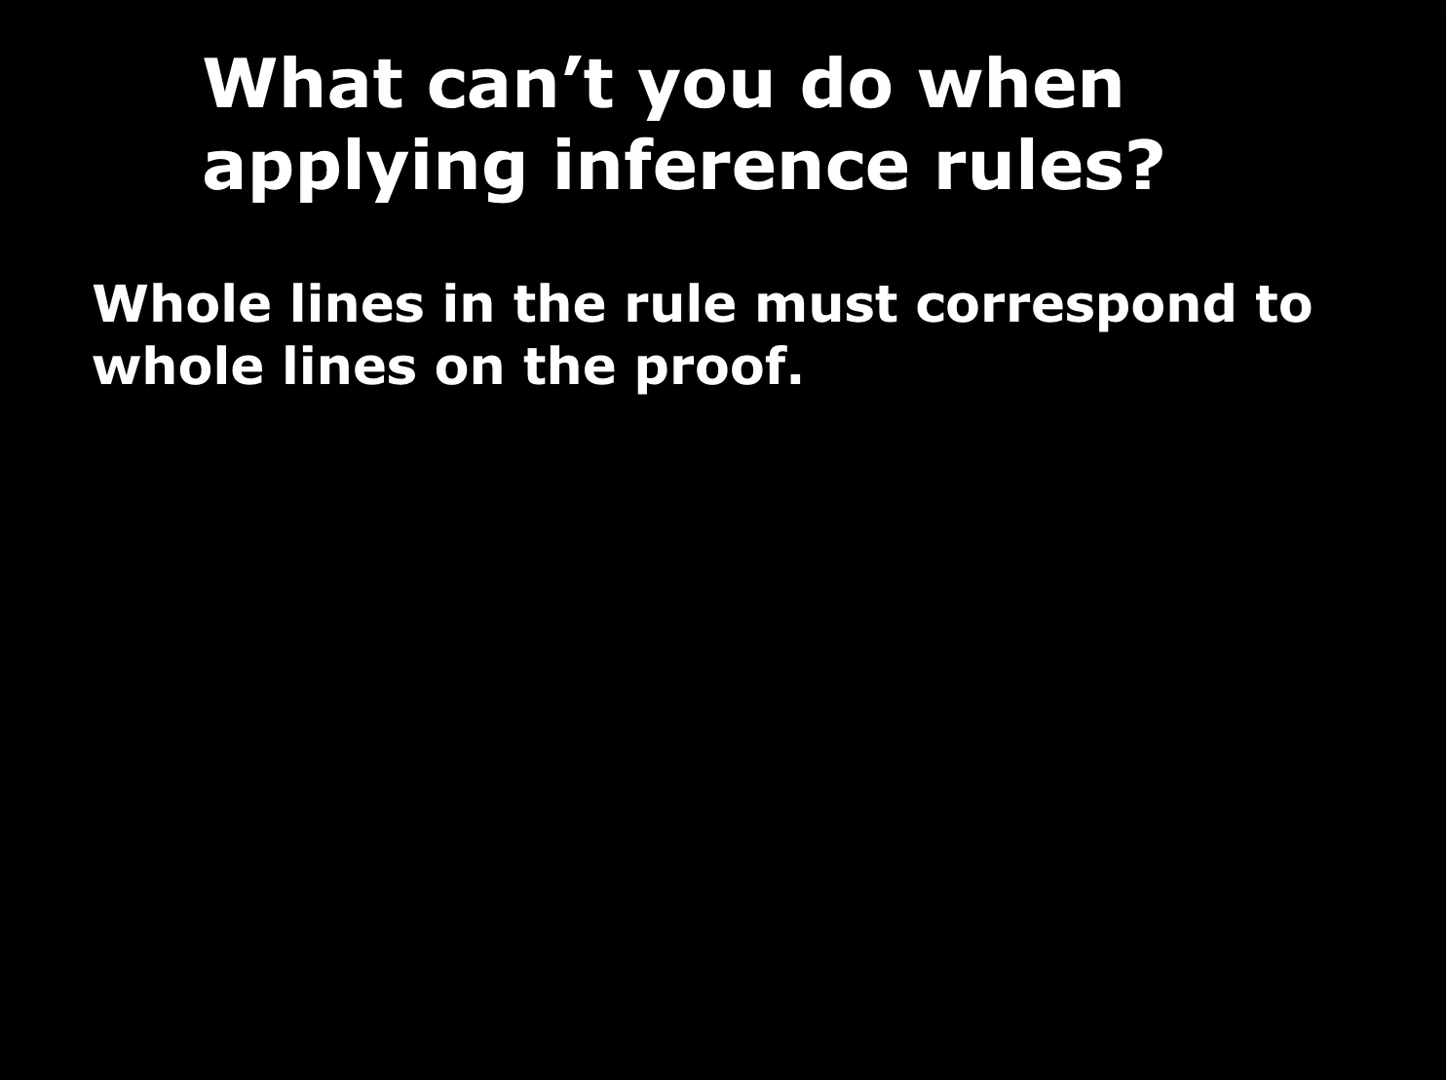 What can’t you do when
applying inference rules?
Whole lines in the rule must correspond to
whole lines on the proof.